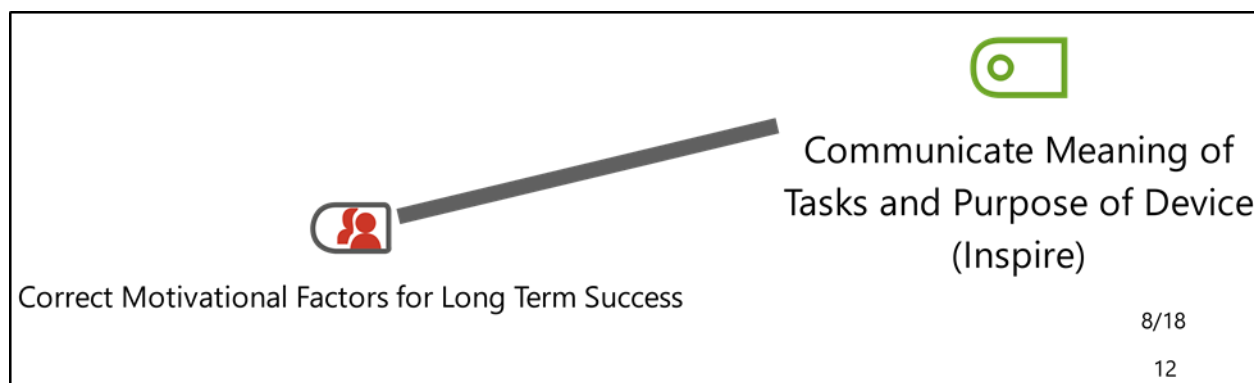 Communicate Meaning of
Tasks and Purpose of Device
(Inspire)
Correct Motivational Factors for Long Term Success
8/18
12